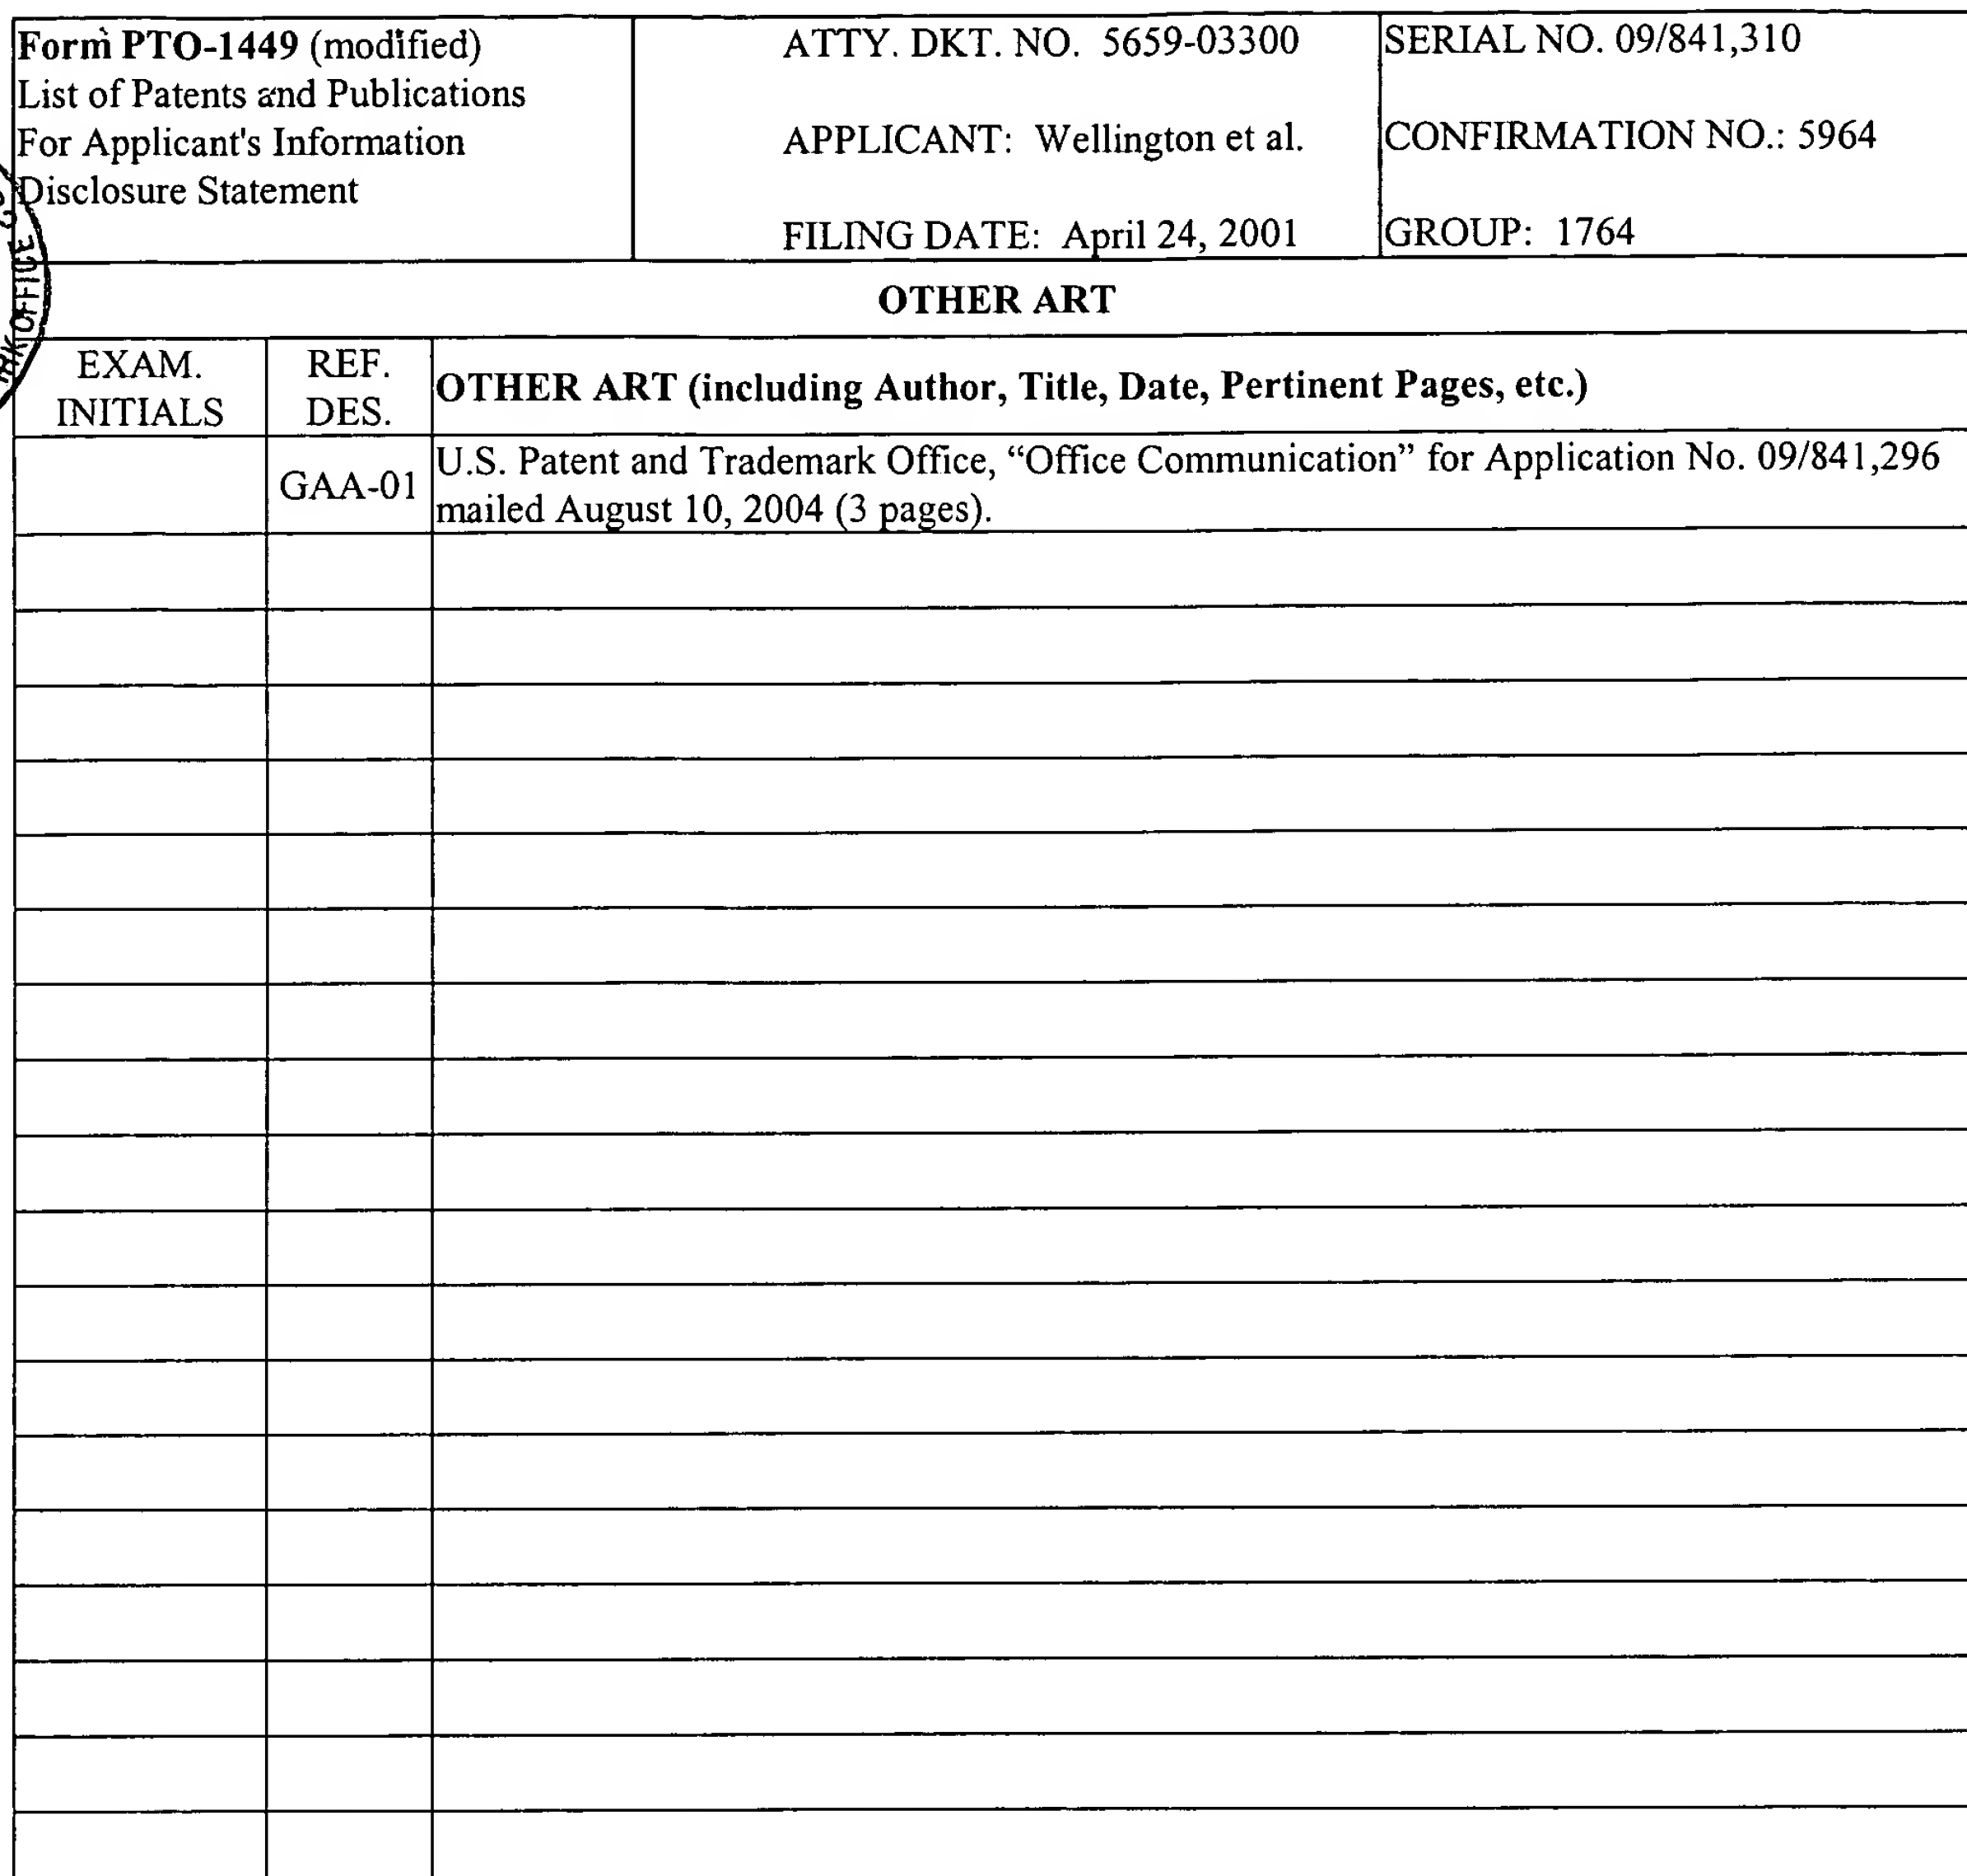 Form PTO-1449 (modified)
List of Patents and Publications
For Applicant's Information
Disclosure Statement
ATTY. DKT. NO. 5659-03300
APPLICANT: Wellington et al.
FILING DATE: April 24, 2001
SERIAL NO. 09/841,310
CONFIRMATION NO.: 5964
GROUP: 1764
OFFICE
OTHER ART
EXAM.
INITIALS
REF.
DES.
OTHER ART (including Author, Title, Date, Pertinent Pages, etc.)
GAA-01
U.S. Patent and Trademark Office, “Office Communication” for Application No. 09/841,296
mailed August 10, 2004 (3 pages).